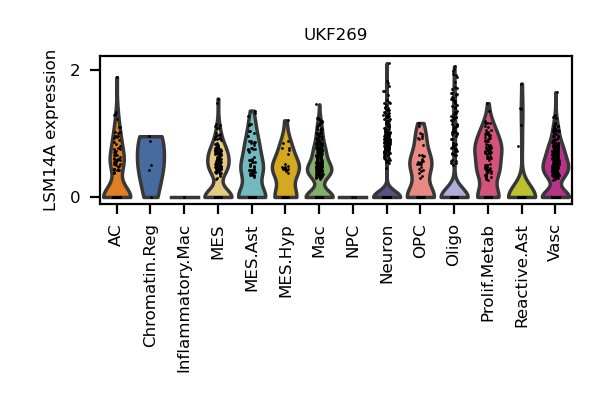 UKF269
LSM14A expression
2
0
AC
Chromatin.Reg
Inflammatory.Mac
MES
MES.Ast
MES.Hyp
Mac
NPC
Neuron
OPC
Oligo
Prolif.Metab
Reactive.Ast
Vasc